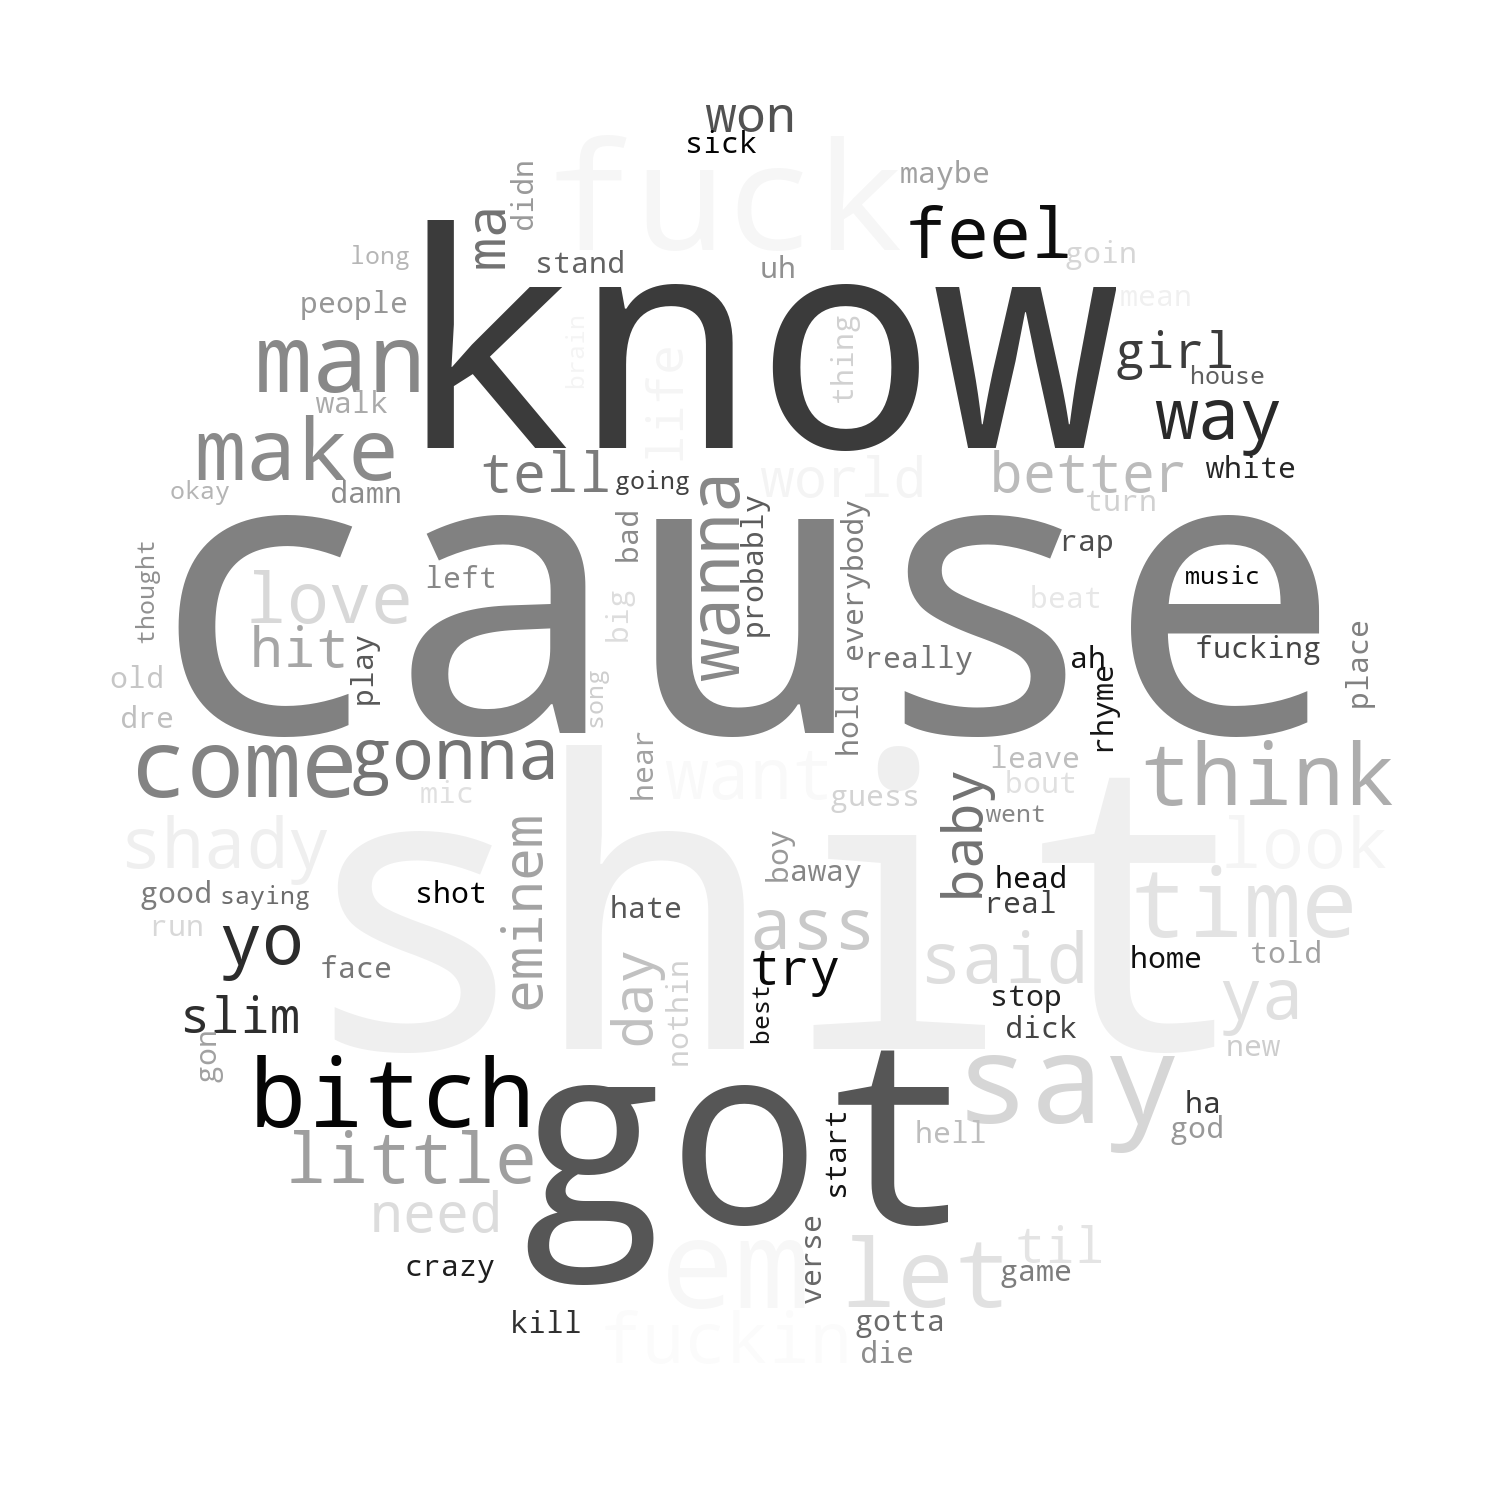 won
sick
fuck
maybe
didn
ma
feel
long
stand
uh
goin
people
know
mean
brain
life
thing
man
girl
walk
house
make
way
tell
going
world
better
white
okay
damn
wanna
turn
cause
probably
bad
everybody
rap
thought
love
left
music
big
beat
hit
play
really
ah
fucking
place
old
song
hold
rhyme
dre
come
gonna
hear
want
leave
think
mic
guess
bout
baby
went
shady
eminem
shit
boy
away
look
good
saying
shot
hate
head
real
time
run
yo
ass
face
day
nothin
try
said
home
told
slim
best
stop
ya
gon
dick
new
bitch
got
say
little
start
hell
ha
god
need
verse
em
let
til
crazy
game
kill
fuckin
gotta
die